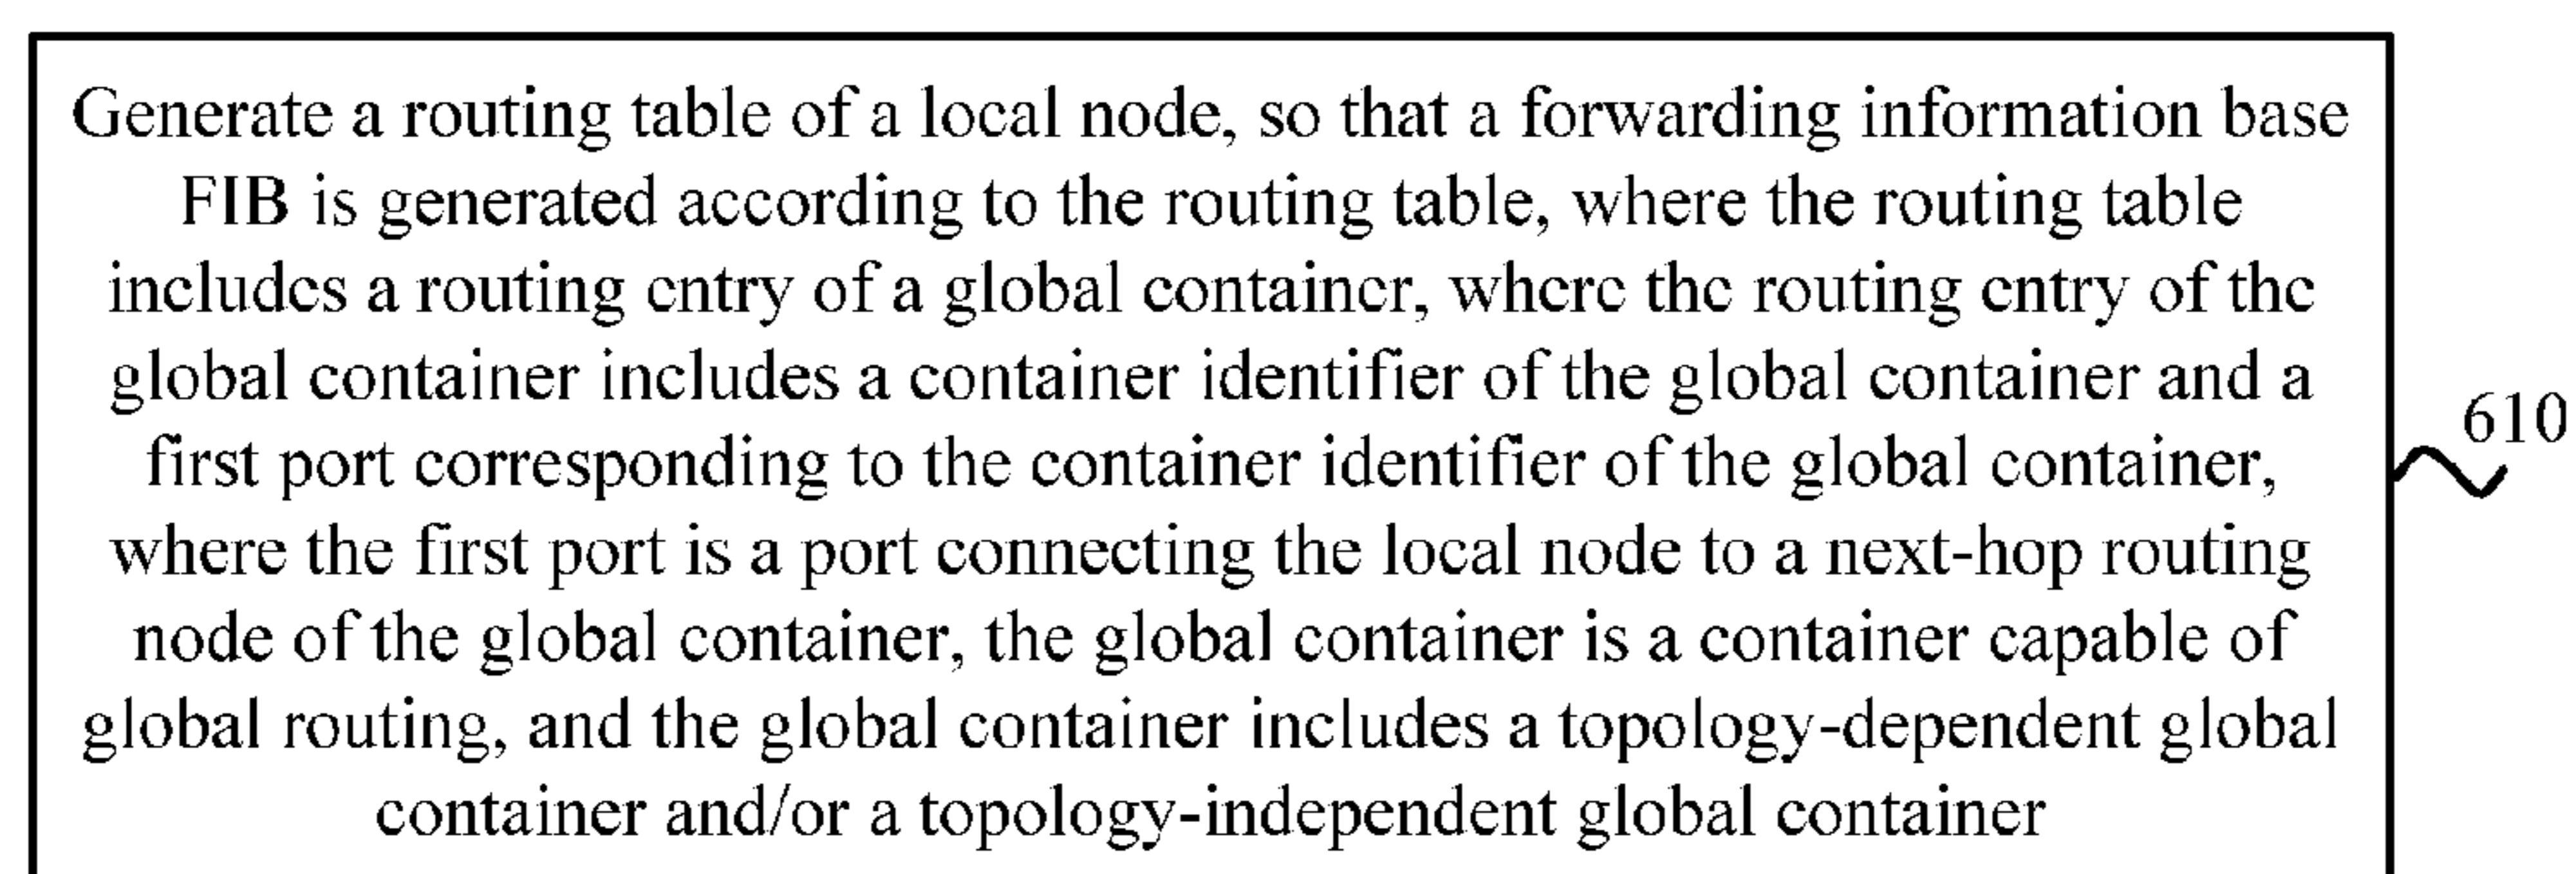 Generate a routing table of a local node, so that a forwarding information base
FIB is generated according to the routing table, where the routing table
includes a routing entry of a global container, where the routing entry of the
global container includes a container identifier of the global container and a
first port corresponding to the container identifier of the global container,
where the first port is a port connecting the local node to a next-hop routing
node of the global container, the global container is a container capable of
global routing, and the global container includes a topology-dependent global
container and/or a topology-independent global container
610